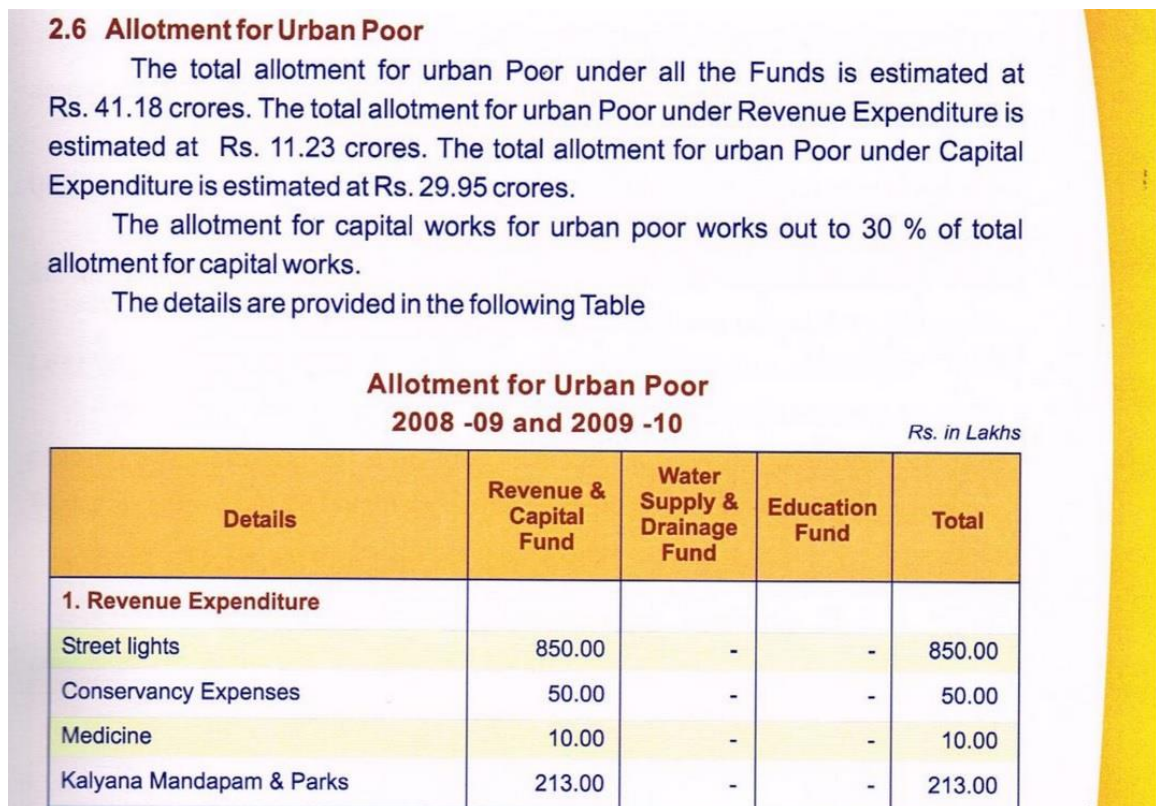 2.6 Allotment for Urban Poor
The total allotment for urban Poor under all the Funds is estimated at
Rs. 41.18 crores. The total allotment for urban Poor under Revenue Expenditure is
estimated at Rs. 11.23 crores. The total allotment for urban Poor under Capital
Expenditure is estimated at Rs. 29.95 crores.
The allotment for capital works for urban poor works out to 30 % of total
allotment for capital works.
The details are provided in the following Table
Allotment for Urban Poor
2008 -09 and 2009 -10
Rs. in Lakhs
Details Revenue & Capital Fund Water Supply & Drainage Fund Education Fund Total
1. Revenue Expenditure
Street lights 850.00 - - 850.00
Conservancy Expenses 50.00 - - 50.00
Medicine 10.00 - - 10.00
Kalyana Mandapam & Parks 213.00 - - 213.00